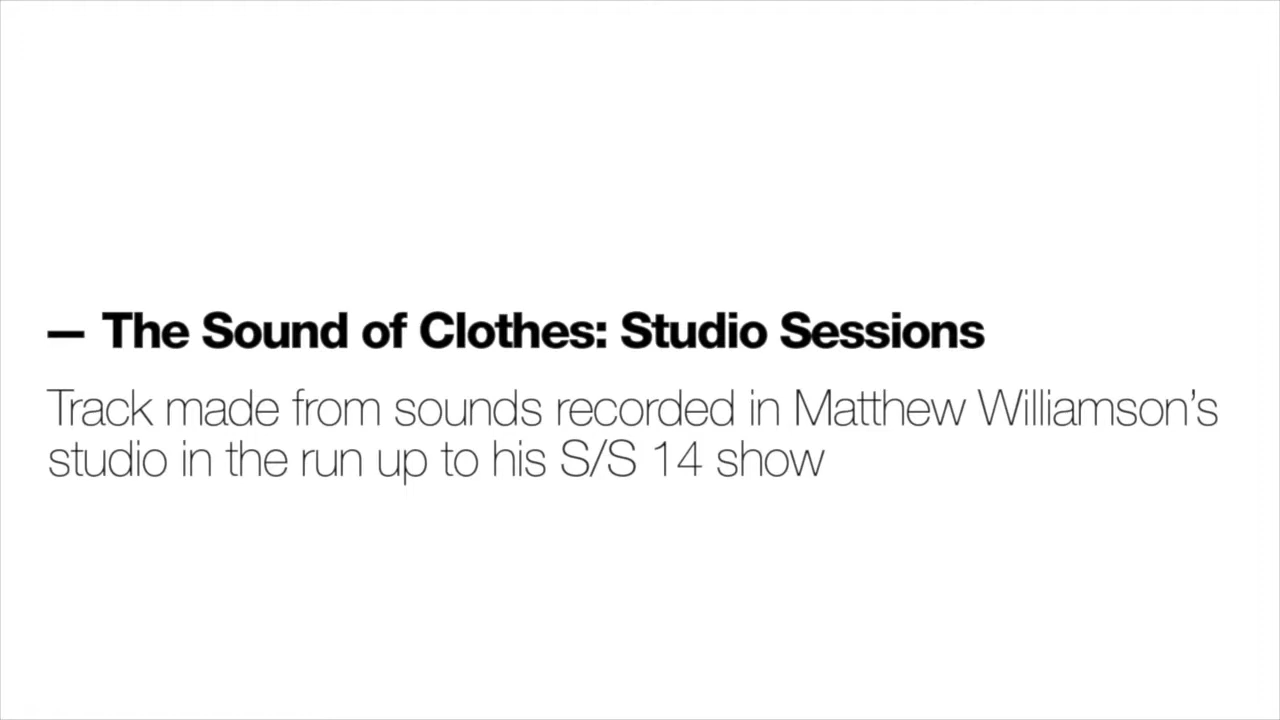 — The Sound of Clothes: Studio Sessions
Track made from sounds recorded in Matthew Williamson’s
studio in the run up to his S/S 14 show